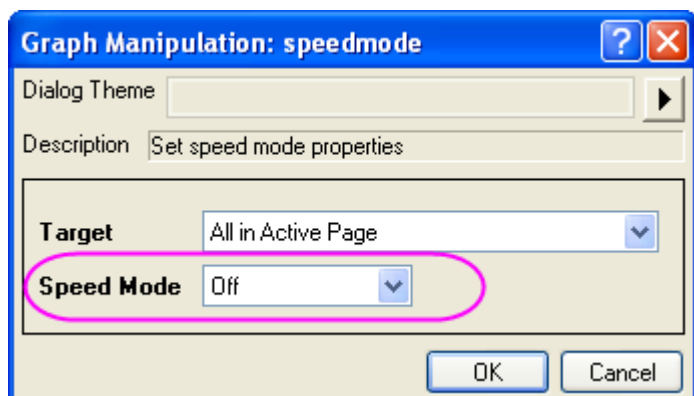 Graph Manipulation: speedmode
Dialog Theme
Description Set speed mode properties
Target All in Active Page
Speed Mode Off
OK Cancel